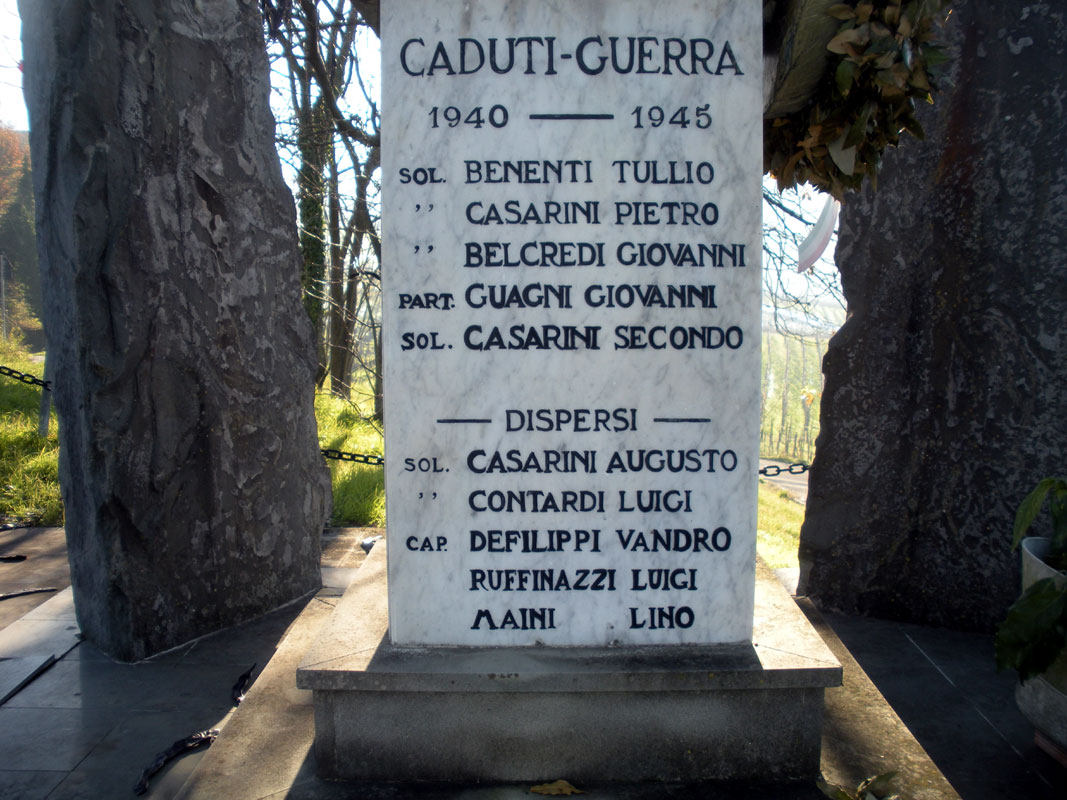 CADUTI-GUERRA
1940 — 1945
SOL. BENENTI TULLIO
'' CASARINI PIETRO
'' BELCREDI GIOVANNI
PART. GUAGNI GIOVANNI
SOL. CASARINI SECONDO
— DISPERSI —
SOL. CASARINI AUGUSTO
'' CONTARDI LUIGI
CAP. DEFILIPPI VANDRO
RUFFINAZZI LUIGI
MAINI LINO